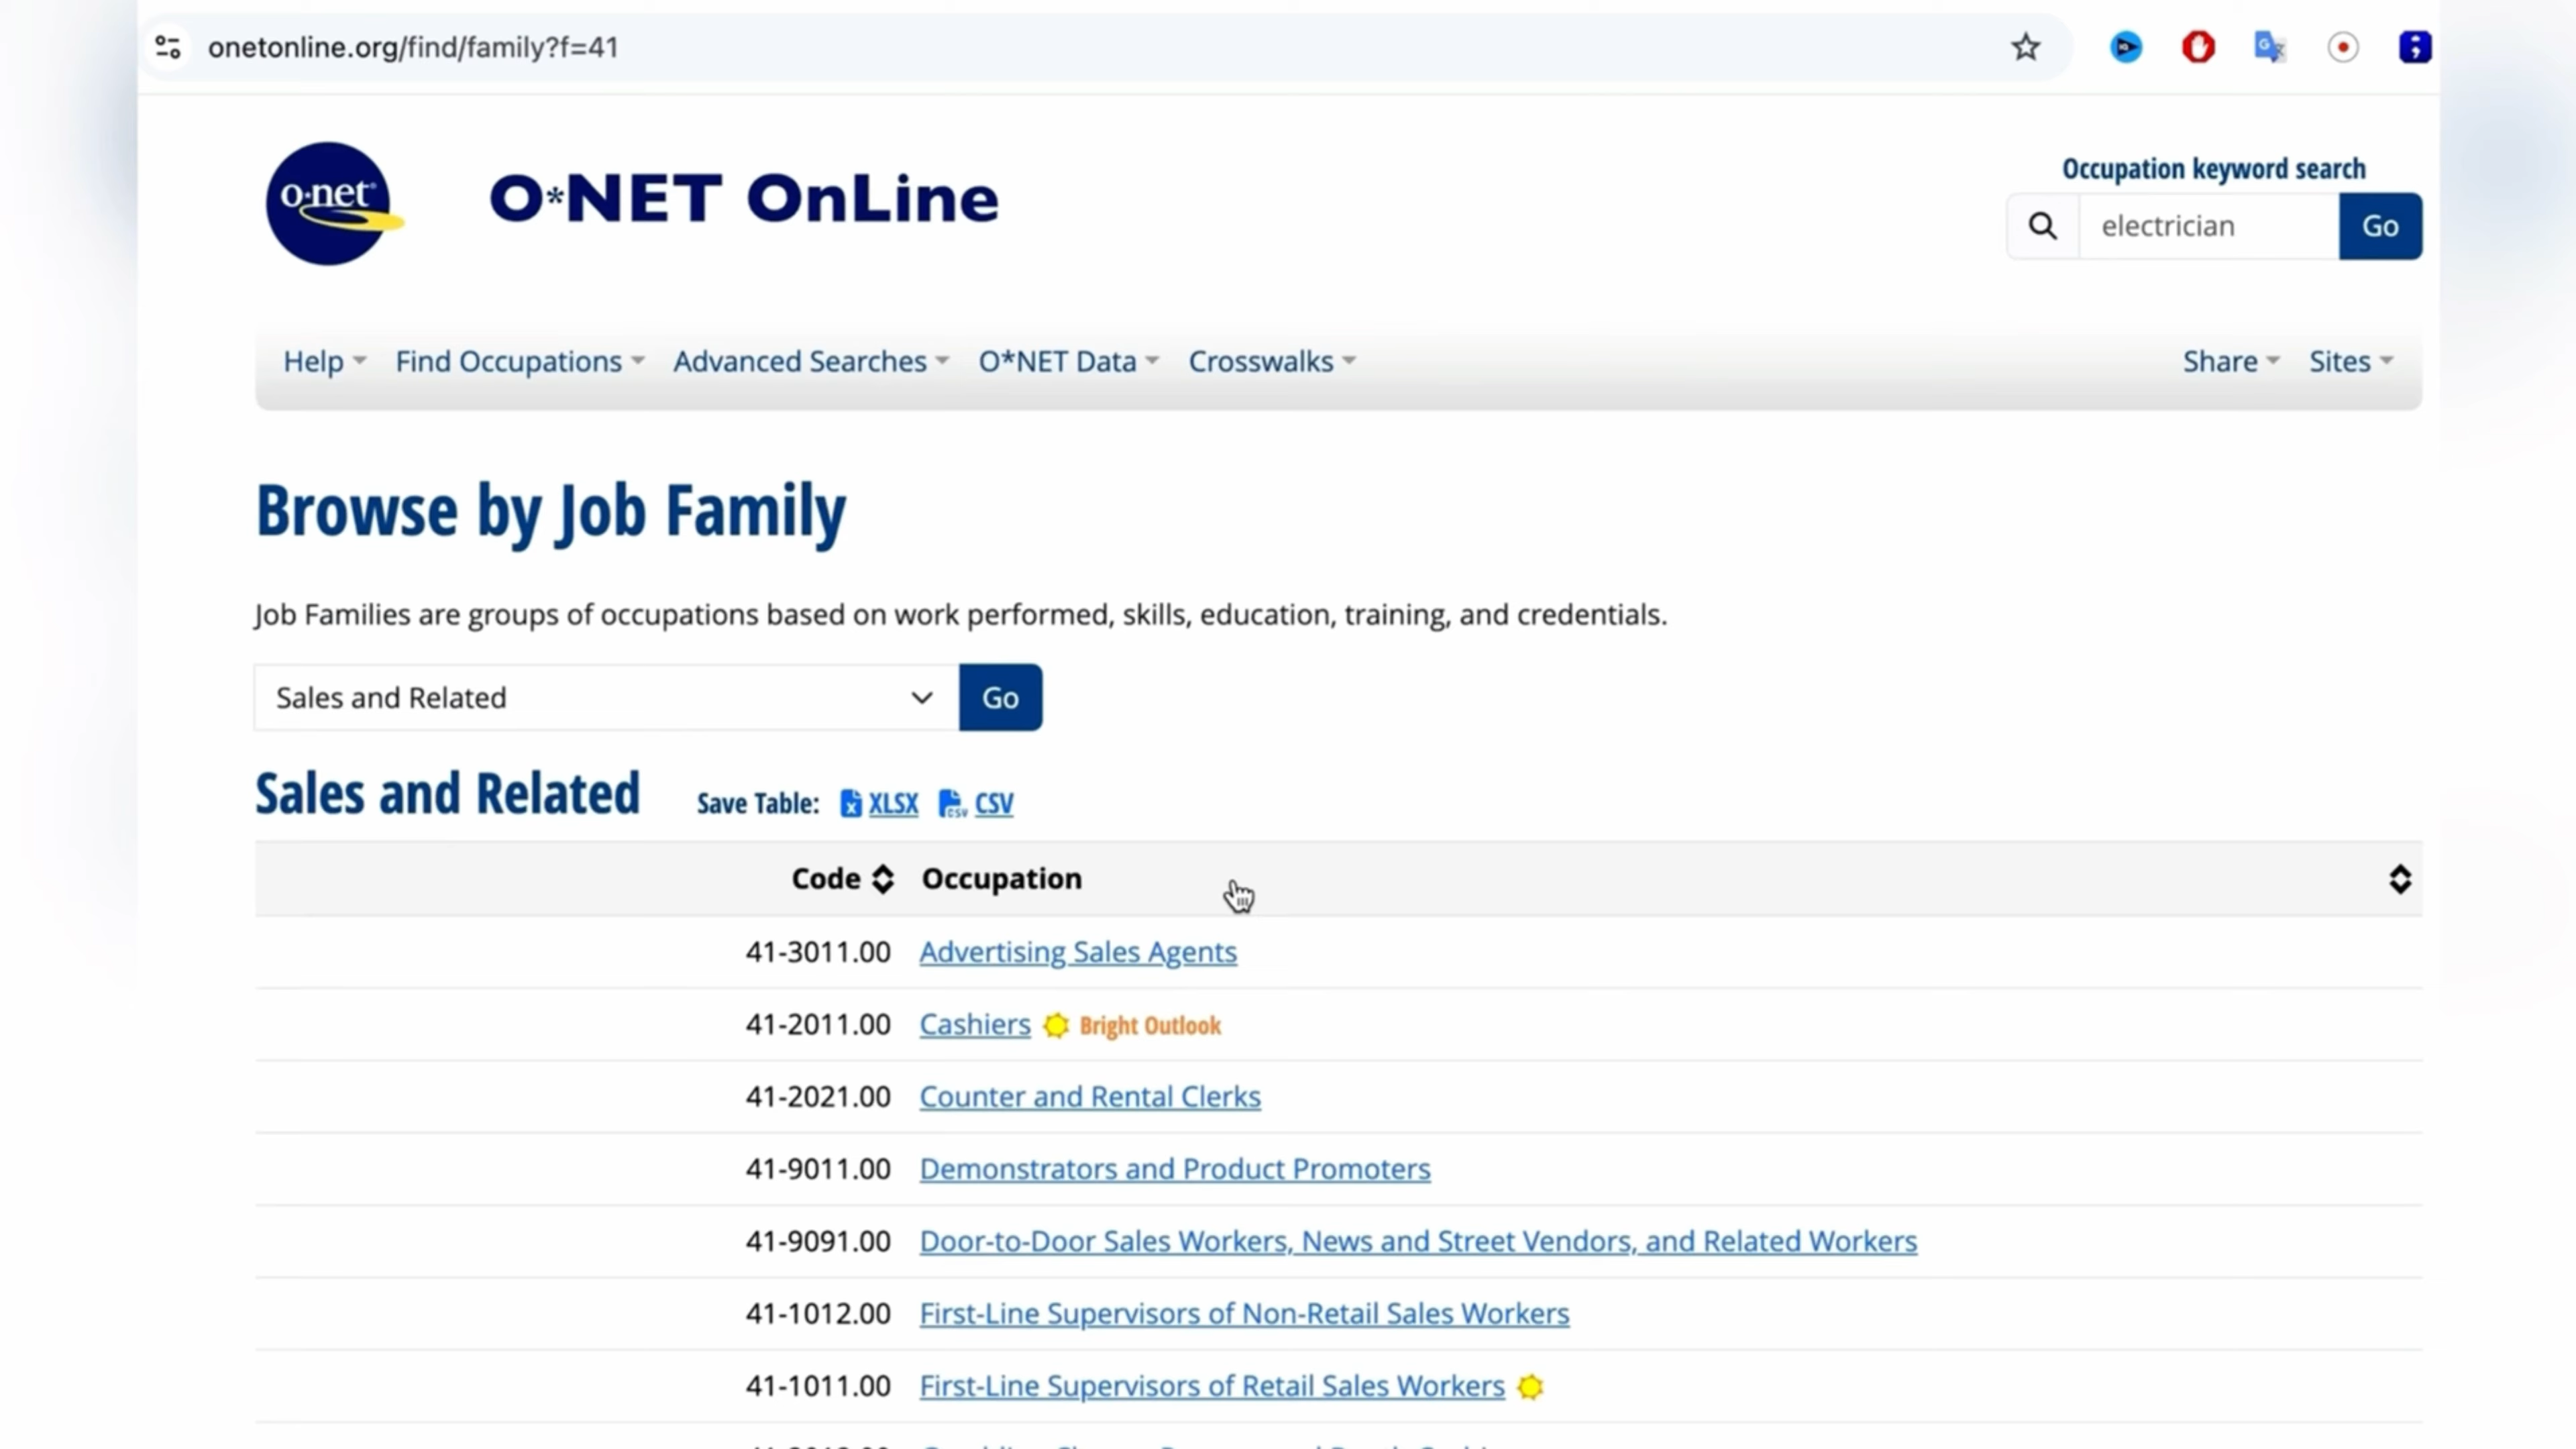 onetonline.org/find/family?f=41
o·net®
O*NET OnLine
Occupation keyword search
electrician
Go
Help
Find Occupations
Advanced Searches
O*NET Data
Crosswalks
Share
Sites
Browse by Job Family
Job Families are groups of occupations based on work performed, skills, education, training, and credentials.
Sales and Related
Go
Sales and Related
Save Table: XLSX CSV
Code Occupation
41-3011.00 Advertising Sales Agents
41-2011.00 Cashiers Bright Outlook
41-2021.00 Counter and Rental Clerks
41-9011.00 Demonstrators and Product Promoters
41-9091.00 Door-to-Door Sales Workers, News and Street Vendors, and Related Workers
41-1012.00 First-Line Supervisors of Non-Retail Sales Workers
41-1011.00 First-Line Supervisors of Retail Sales Workers